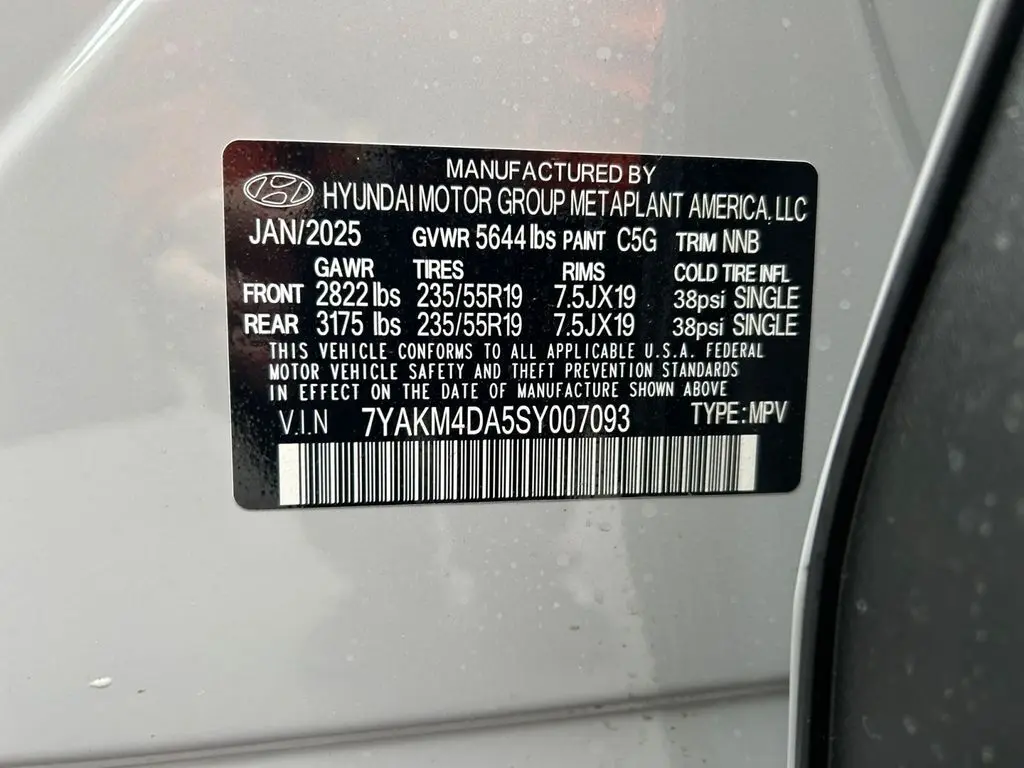 MANUFACTURED BY
HYUNDAI MOTOR GROUP METAPLANT AMERICA, LLC
JAN/2025 GVWR 5644 lbs PAINT C5G TRIM NNB
GAWR TIRES RIMS COLD TIRE INFL
FRONT 2822 lbs 235/55R19 7.5JX19 38psi SINGLE
REAR 3175 lbs 235/55R19 7.5JX19 38psi SINGLE
THIS VEHICLE CONFORMS TO ALL APPLICABLE U.S.A. FEDERAL
MOTOR VEHICLE SAFETY AND THEFT PREVENTION STANDARDS
IN EFFECT ON THE DATE OF MANUFACTURE SHOWN ABOVE
V.I.N 7YAKM4DA5SY007093 TYPE:MPV